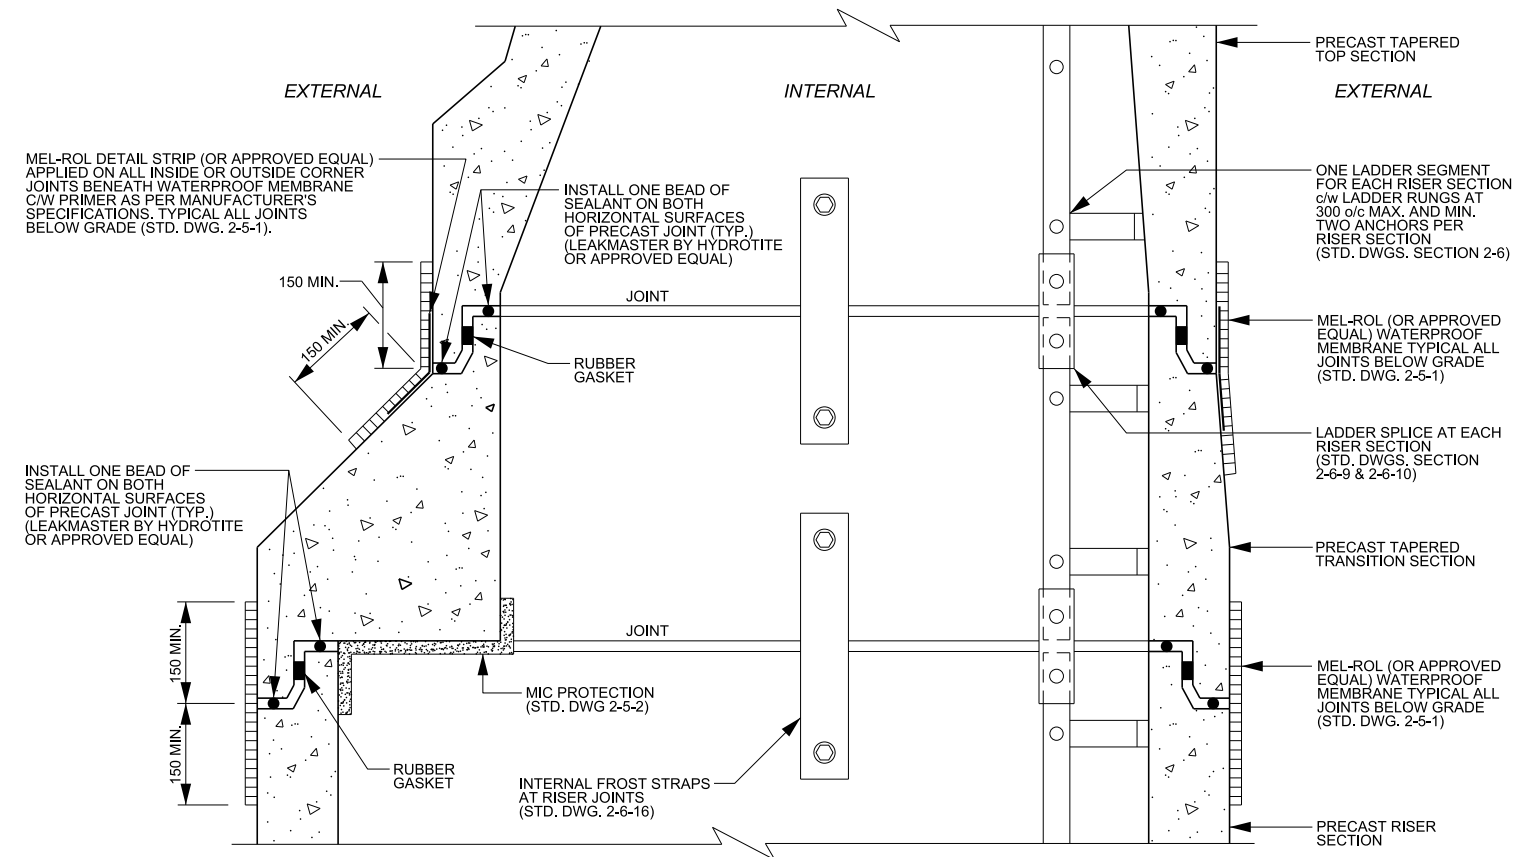 EXTERNAL
INTERNAL
EXTERNAL
PRECAST TAPERED
TOP SECTION
MEL-ROL DETAIL STRIP (OR APPROVED EQUAL)
APPLIED ON ALL INSIDE OR OUTSIDE CORNER
JOINTS BENEATH WATERPROOF MEMBRANE
C/W PRIMER AS PER MANUFACTURER'S
SPECIFICATIONS. TYPICAL ALL JOINTS
BELOW GRADE (STD. DWG. 2-5-1).
INSTALL ONE BEAD OF
SEALANT ON BOTH
HORIZONTAL SURFACES
OF PRECAST JOINT (TYP.)
(LEAKMASTER BY HYDROTITE
OR APPROVED EQUAL)
ONE LADDER SEGMENT
FOR EACH RISER SECTION
c/w LADDER RUNGS AT
300 o/c MAX. AND MIN.
TWO ANCHORS PER
RISER SECTION
(STD. DWGS. SECTION 2-6)
150 MIN.
150 MIN.
JOINT
RUBBER
GASKET
MEL-ROL (OR APPROVED
EQUAL) WATERPROOF
MEMBRANE TYPICAL ALL
JOINTS BELOW GRADE
(STD. DWG. 2-5-1)
LADDER SPLICE AT EACH
RISER SECTION
(STD. DWGS. SECTION
2-6-9 & 2-6-10)
INSTALL ONE BEAD OF
SEALANT ON BOTH
HORIZONTAL SURFACES
OF PRECAST JOINT (TYP.)
(LEAKMASTER BY HYDROTITE
OR APPROVED EQUAL)
PRECAST TAPERED
TRANSITION SECTION
150 MIN.
150 MIN.
JOINT
MIC PROTECTION
(STD. DWG 2-5-2)
MEL-ROL (OR APPROVED
EQUAL) WATERPROOF
MEMBRANE TYPICAL ALL
JOINTS BELOW GRADE
(STD. DWG. 2-5-1)
RUBBER
GASKET
INTERNAL FROST STRAPS
AT RISER JOINTS
(STD. DWG. 2-6-16)
PRECAST RISER
SECTION